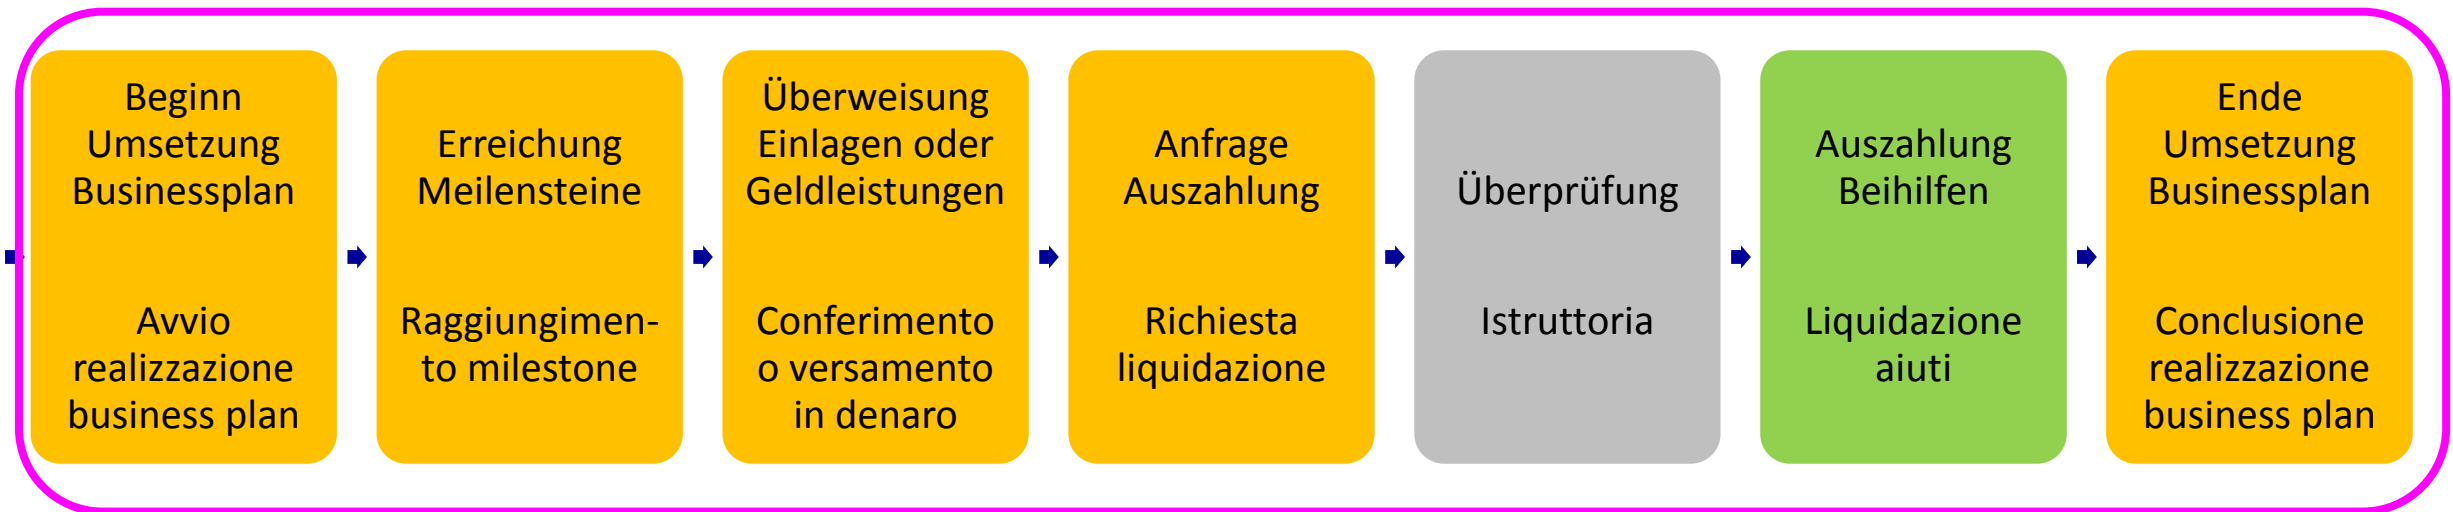 Beginn
Umsetzung
Businessplan
Avvio
realizzazione
business plan
Erreichung
Meilensteine
Raggiungimen-
to milestone
Überweisung
Einlagen oder
Geldleistungen
Conferimento
o versamento
in denaro
Anfrage
Auszahlung
Richiesta
liquidazione
Überprüfung
Istruttoria
Auszahlung
Beihilfen
Liquidazione
aiuti
Ende
Umsetzung
Businessplan
Conclusione
realizzazione
business plan